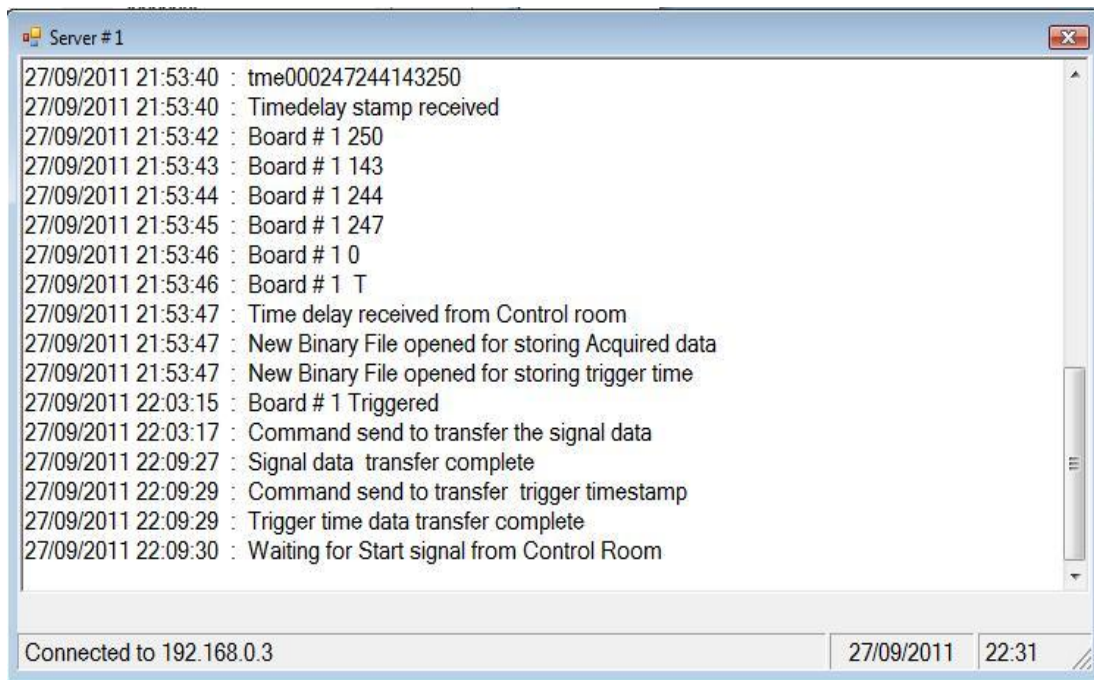 Server # 1
27/09/2011 21:53:40 : tme000247244143250
27/09/2011 21:53:40 : Timedelay stamp received
27/09/2011 21:53:42 : Board # 1 250
27/09/2011 21:53:43 : Board # 1 143
27/09/2011 21:53:44 : Board # 1 244
27/09/2011 21:53:45 : Board # 1 247
27/09/2011 21:53:46 : Board # 1 0
27/09/2011 21:53:46 : Board # 1 T
27/09/2011 21:53:47 : Time delay received from Control room
27/09/2011 21:53:47 : New Binary File opened for storing Acquired data
27/09/2011 21:53:47 : New Binary File opened for storing trigger time
27/09/2011 22:03:15 : Board # 1 Triggered
27/09/2011 22:03:17 : Command send to transfer the signal data
27/09/2011 22:09:27 : Signal data transfer complete
27/09/2011 22:09:29 : Command send to transfer trigger timestamp
27/09/2011 22:09:29 : Trigger time data transfer complete
27/09/2011 22:09:30 : Waiting for Start signal from Control Room
Connected to 192.168.0.3 27/09/2011 22:31